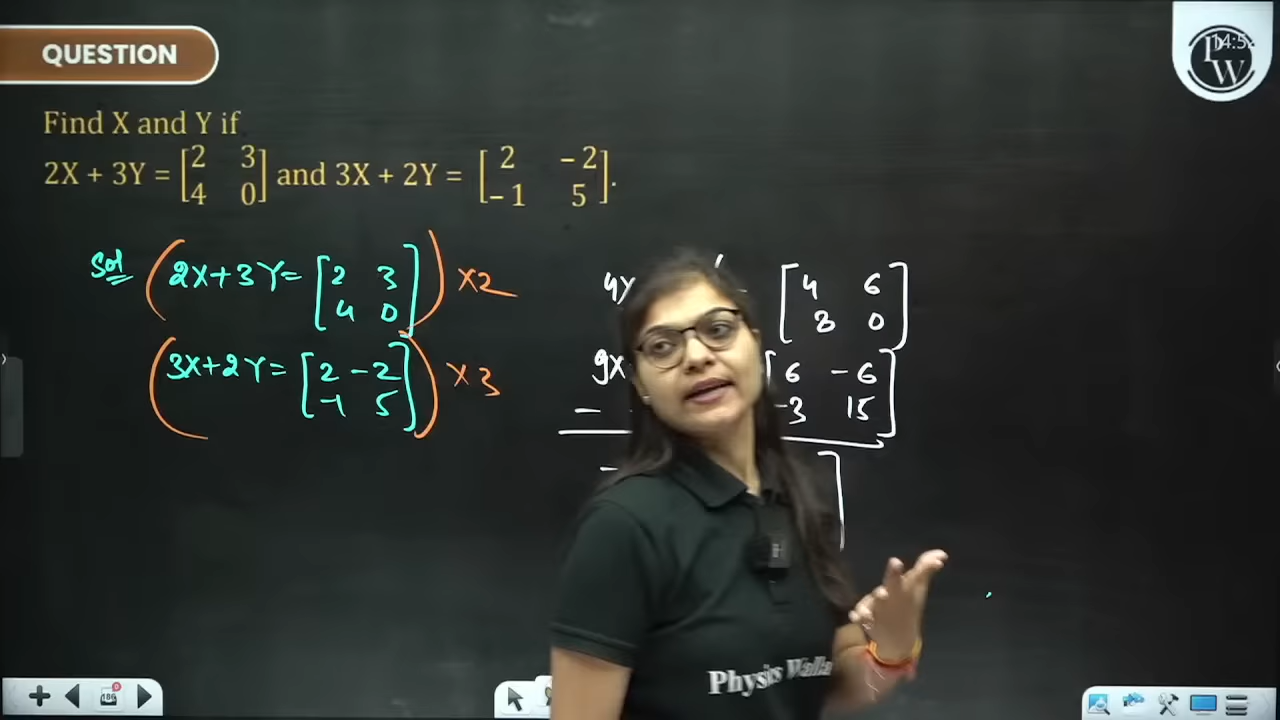 QUESTION
Find X and Y if
2X + 3Y = [2 3 and 3X + 2Y = [2 -2
4 0] -1 5].
Sol (2X+3Y= [2 3
4 0]) ×2
(3X+2Y= [2 -2
-1 5]) ×3
4X [4 6
8 0]
9X [6 -6
-3 15]
-
-
Physics Walla